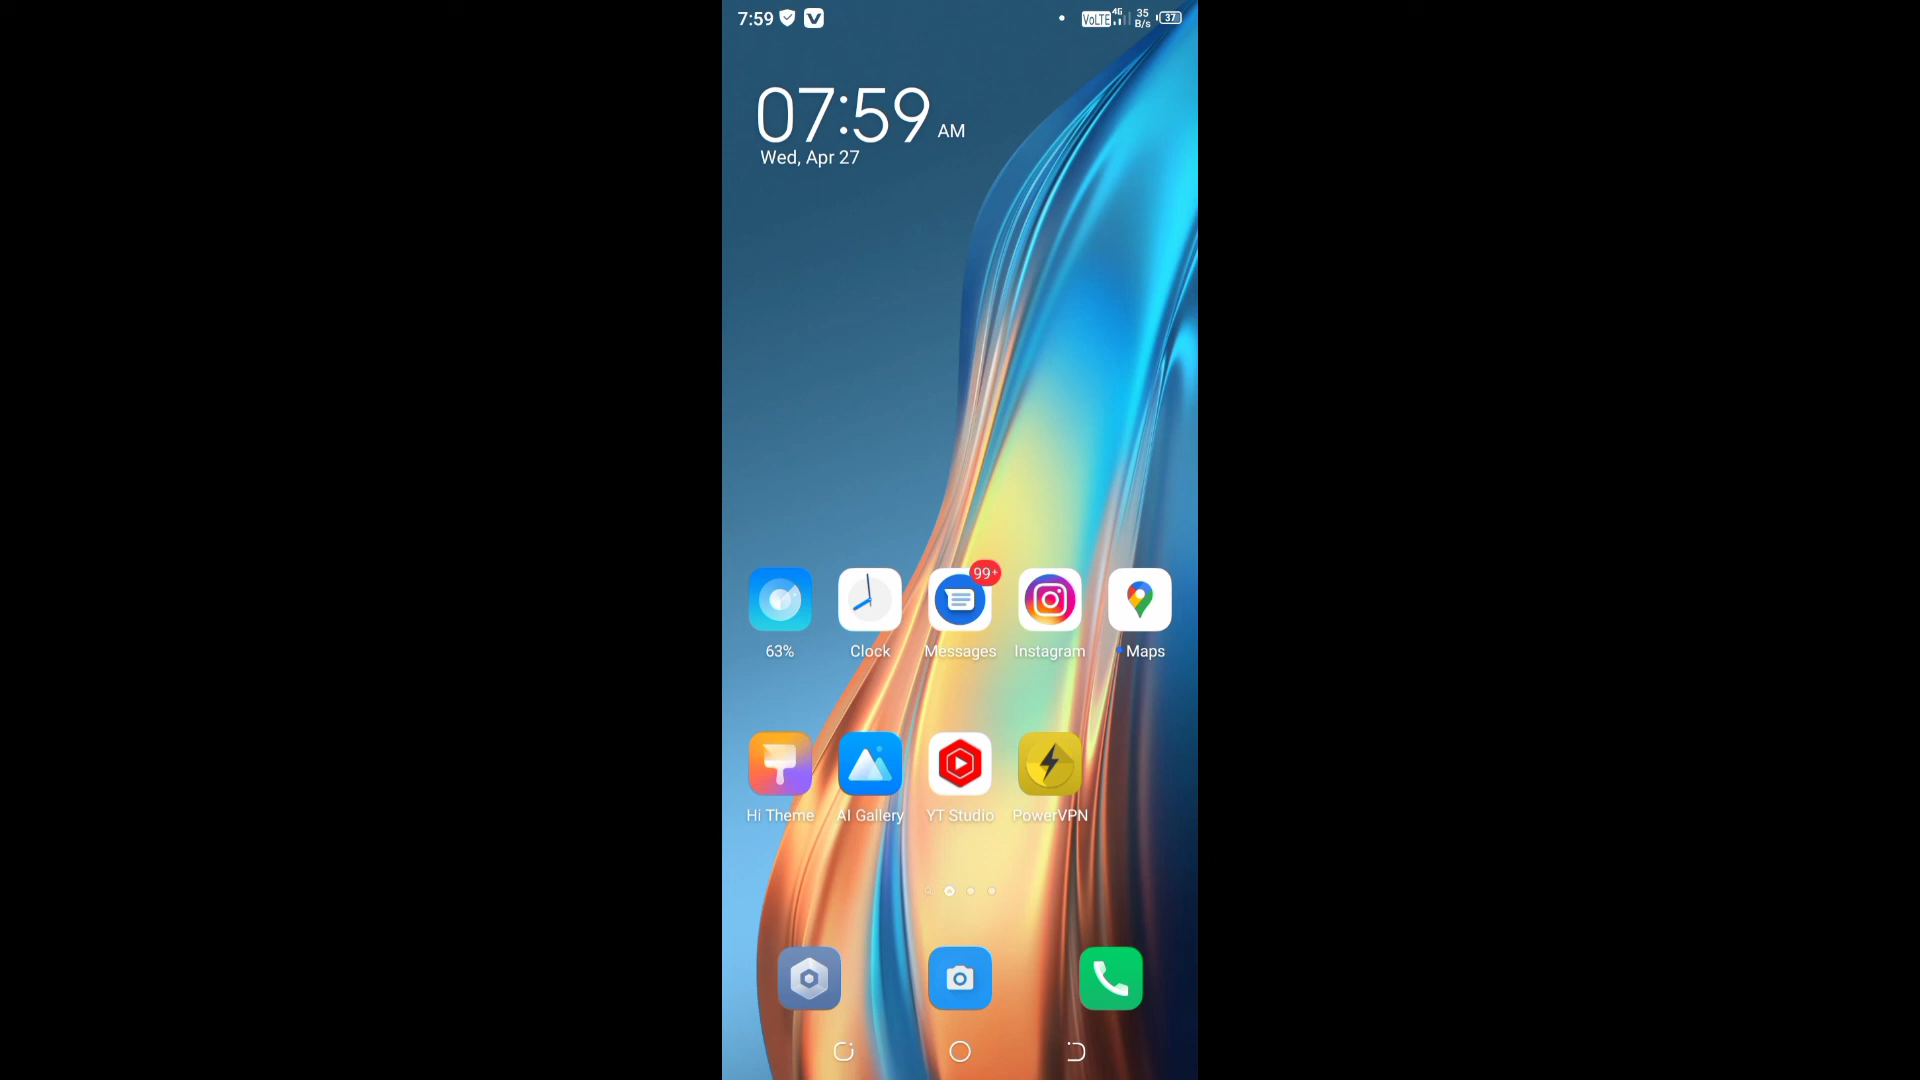 7:59
VoLTE 4G 35 B/s 37
07:59 AM
Wed, Apr 27
99+
63% Clock Messages Instagram Maps
Hi Theme AI Gallery YT Studio PowerVPN